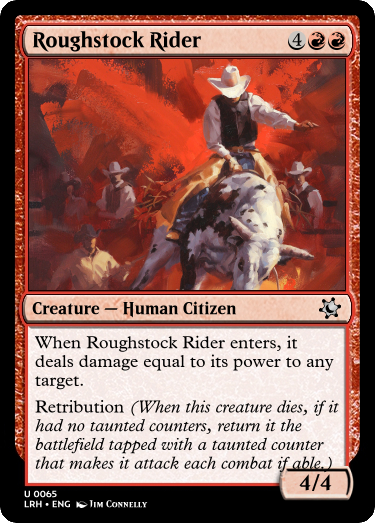 Roughstock Rider 4
Creature — Human Citizen
When Roughstock Rider enters, it
deals damage equal to its power to any
target.
Retribution (When this creature dies, if it
had no taunted counters, return it the
battlefield tapped with a taunted counter
that makes it attack each combat if able.)
4/4
U 0065
LRH • ENG Jim Connelly